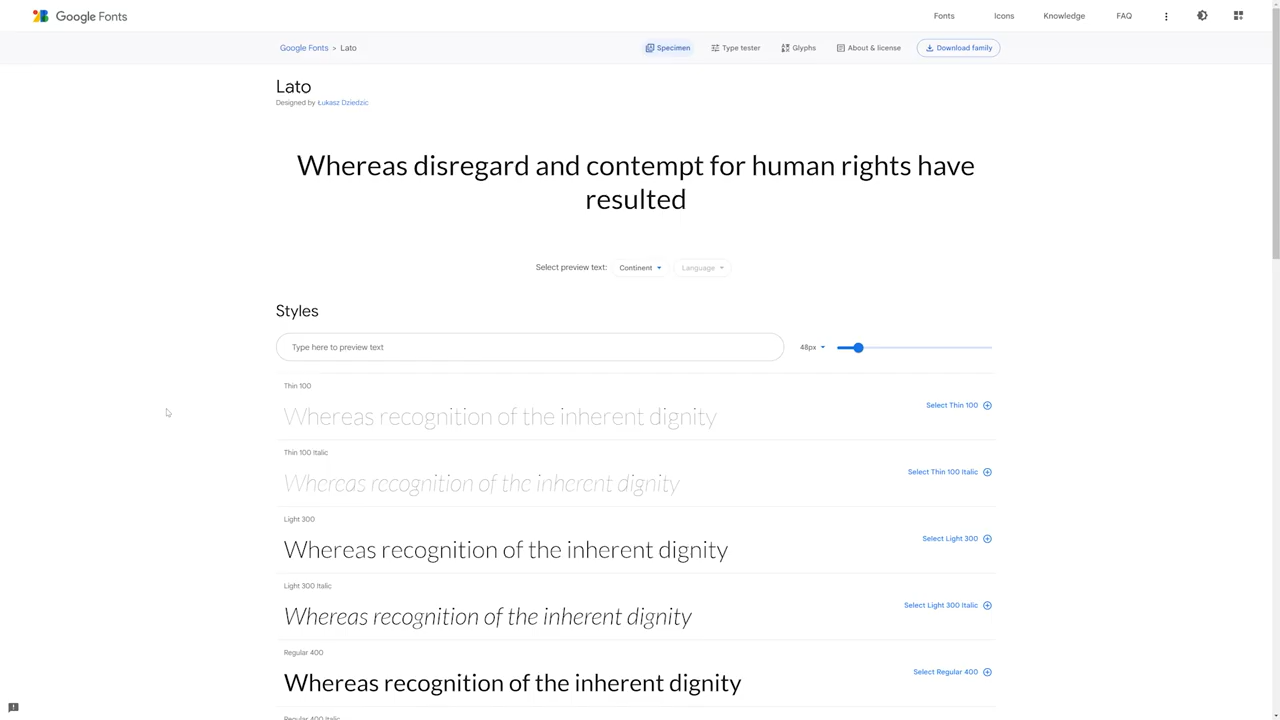 Google Fonts
Fonts
Icons
Knowledge
FAQ
Google Fonts > Lato
Specimen
Type tester
Glyphs
About & license
Download family
Lato
Designed by Łukasz Dziedzic
Whereas disregard and contempt for human rights have
resulted
Select preview text:
Continent
Language
Styles
Type here to preview text
48px
Thin 100
Whereas recognition of the inherent dignity
Select Thin 100
Thin 100 Italic
Whereas recognition of the inherent dignity
Select Thin 100 Italic
Light 300
Whereas recognition of the inherent dignity
Select Light 300
Light 300 Italic
Whereas recognition of the inherent dignity
Select Light 300 Italic
Regular 400
Whereas recognition of the inherent dignity
Select Regular 400
Regular 400 Italic